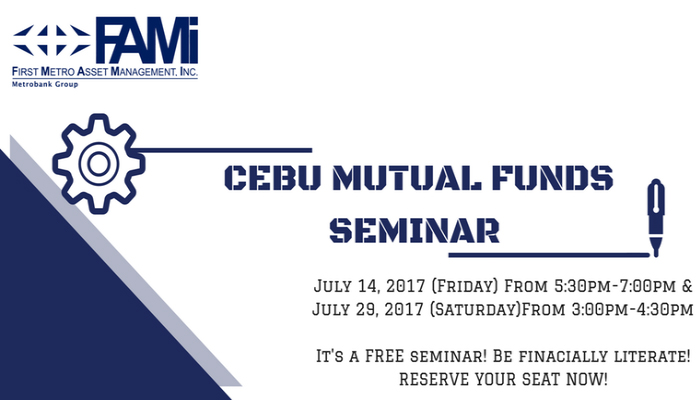 FAMi
First Metro Asset Management, Inc.
Metrobank Group
CEBU MUTUAL FUNDS
SEMINAR
July 14, 2017 (Friday) From 5:30pm-7:00pm &
July 29, 2017 (Saturday)From 3:00pm-4:30pm
It's a FREE seminar! Be finacially literate!
RESERVE YOUR SEAT NOW!